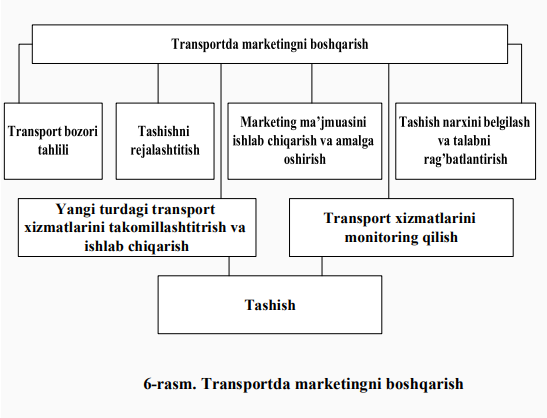 Transportda marketingni boshqarish
Transport bozori
tahlili
Tashishni
rejalashtitish
Marketing ma’jmuasini
ishlab chiqarish va amalga
oshirish
Tashish narxini belgilash
va talabni
rag’batlantirish
Yangi turdagi transport
xizmatlarini takomillashtitrish va
ishlab chiqarish
Transport xizmatlarini
monitoring qilish
Tashish
6-rasm. Transportda marketingni boshqarish